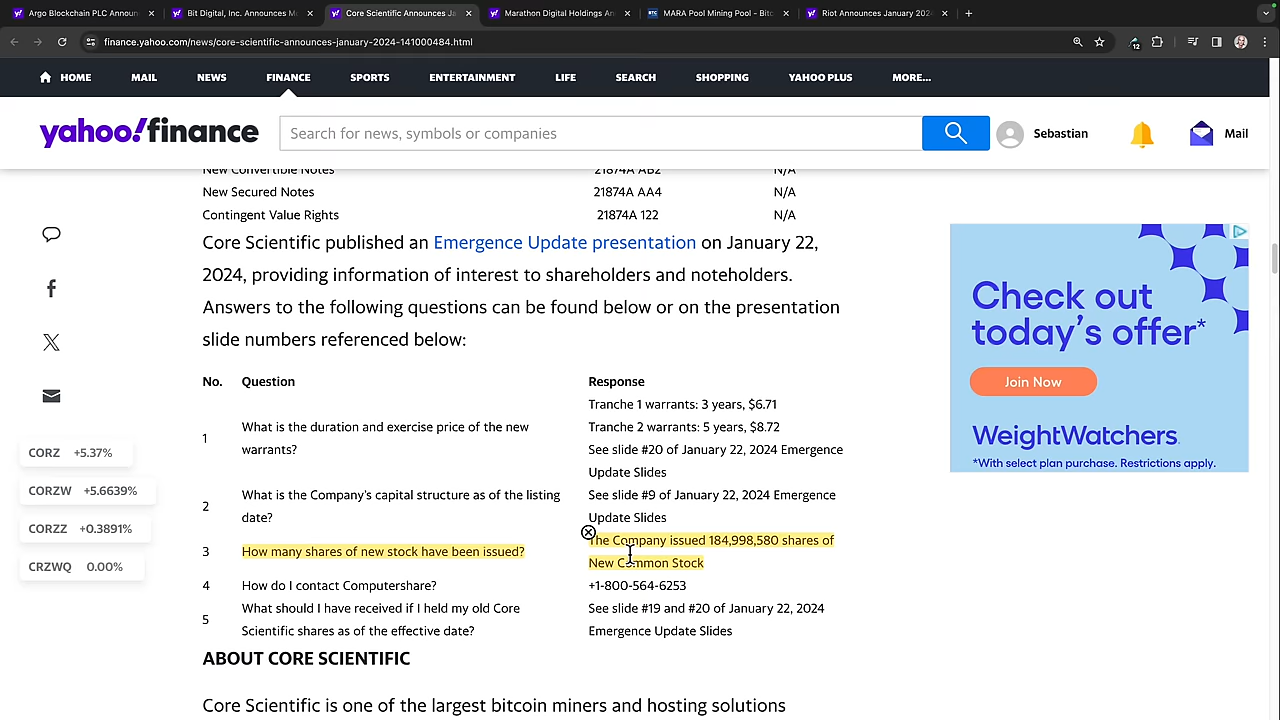 Argo Blockchain PLC Announ
Bit Digital, Inc. Announces M
Core Scientific Announces Ja
Marathon Digital Holdings An
MARA Pool Mining Pool - Bitc
Riot Announces January 202
finance.yahoo.com/news/core-scientific-announces-january-2024-141000484.html
12
HOME MAIL NEWS FINANCE SPORTS ENTERTAINMENT LIFE SEARCH SHOPPING YAHOO PLUS MORE...
yahoo!finance
Search for news, symbols or companies
Sebastian
Mail
New Convertible Notes 21874A AB2 N/A
New Secured Notes 21874A AA4 N/A
Contingent Value Rights 21874A 122 N/A
Core Scientific published an Emergence Update presentation on January 22,
2024, providing information of interest to shareholders and noteholders.
Answers to the following questions can be found below or on the presentation
slide numbers referenced below:
No. Question Response
1
What is the duration and exercise price of the new
warrants?
Tranche 1 warrants: 3 years, $6.71
Tranche 2 warrants: 5 years, $8.72
See slide #20 of January 22, 2024 Emergence
Update Slides
2
What is the Company's capital structure as of the listing
date?
See slide #9 of January 22, 2024 Emergence
Update Slides
3
How many shares of new stock have been issued?
The Company issued 184,998,580 shares of
New Common Stock
4 How do I contact Computershare? +1-800-564-6253
5
What should I have received if I held my old Core
Scientific shares as of the effective date?
See slide #19 and #20 of January 22, 2024
Emergence Update Slides
ABOUT CORE SCIENTIFIC
Core Scientific is one of the largest bitcoin miners and hosting solutions
CORZ +5.37%
CORZW +5.6639%
CORZZ +0.3891%
CRZWQ 0.00%
Check out
today's offer*
Join Now
WeightWatchers
*With select plan purchase. Restrictions apply.